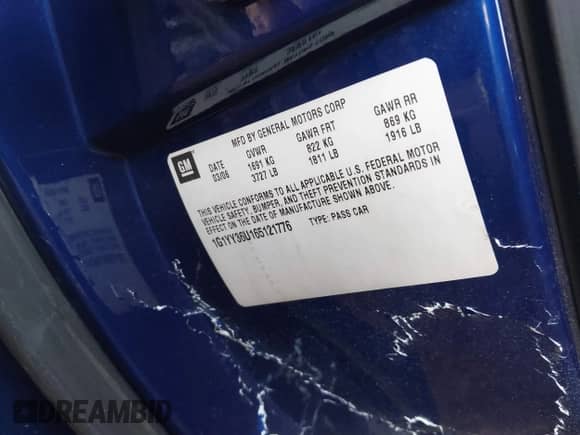 MFD BY GENERAL MOTORS CORP
GM
DATE GVWR GAWR FRT GAWR RR
03/06 1691 KG 822 KG 869 KG
3727 LB 1811 LB 1916 LB
THIS VEHICLE CONFORMS TO ALL APPLICABLE U.S. FEDERAL MOTOR
VEHICLE SAFETY, BUMPER, AND THEFT PREVENTION STANDARDS IN
EFFECT ON THE DATE OF MANUFACTURE SHOWN ABOVE.
1G1YY36U165121776 TYPE: PASS CAR
DREAMBID